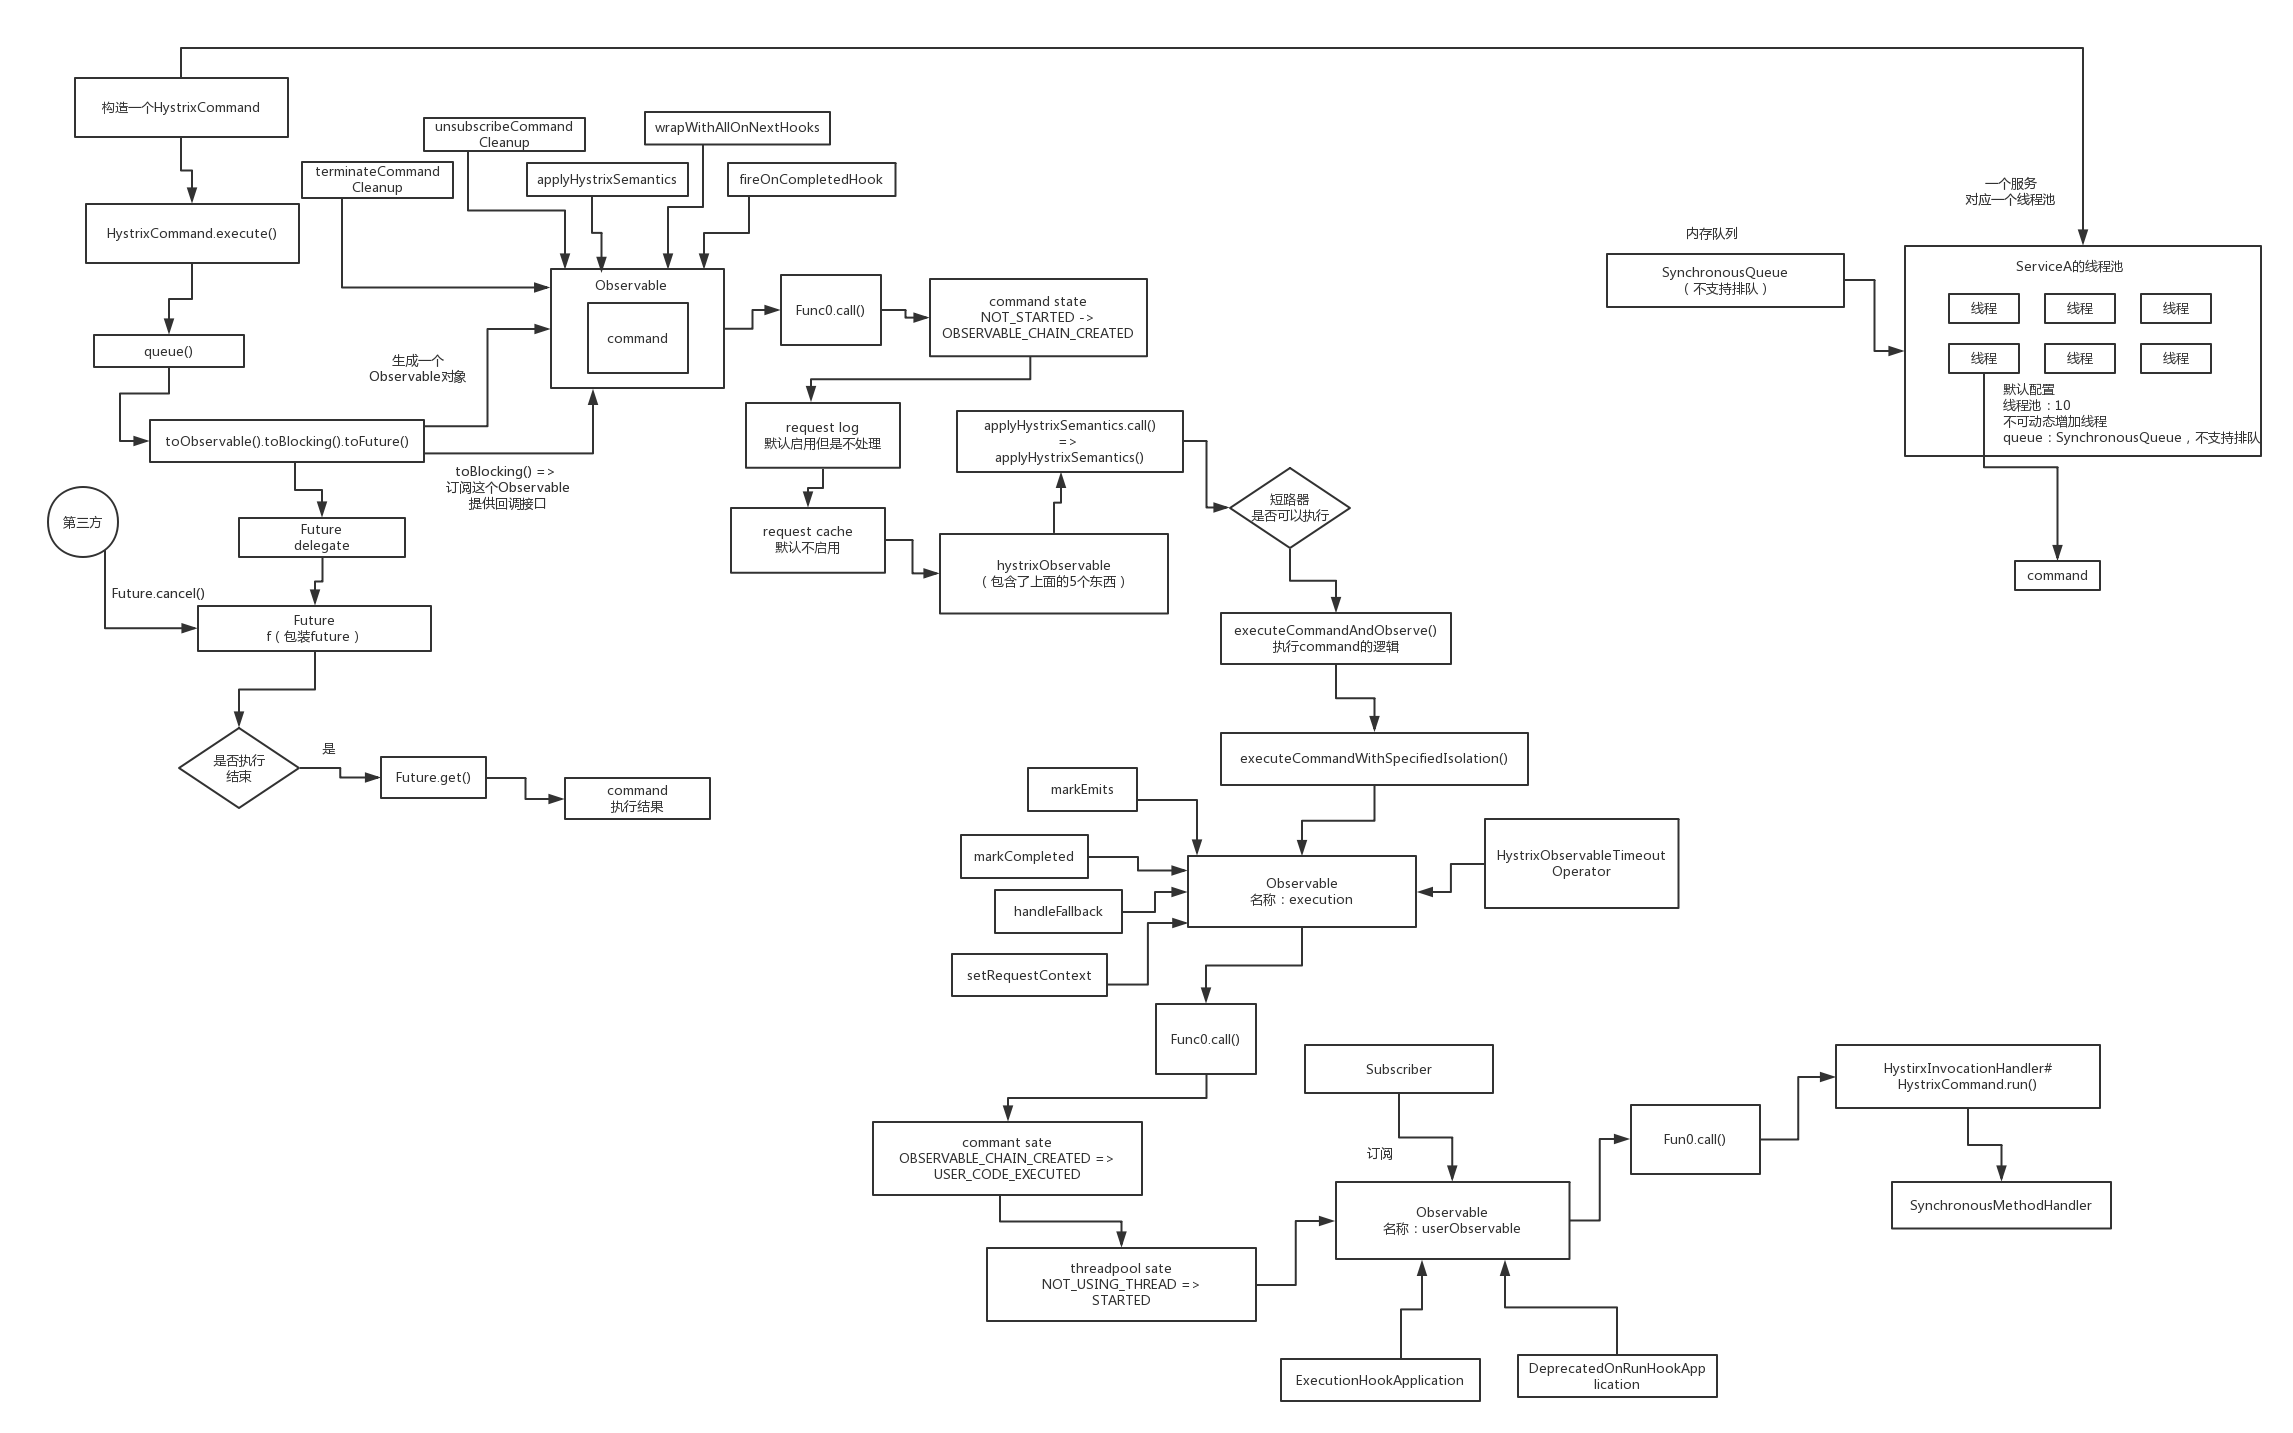 构造一个HystrixCommand
unsubscribeCommand
Cleanup
wrapWithAllOnNextHooks
terminateCommand
Cleanup
applyHystrixSemantics
fireOnCompletedHook
HystrixCommand.execute()
一个服务
对应一个线程池
内存队列
SynchronousQueue
（不支持排队）
ServiceA的线程池
线程
线程
线程
线程
线程
线程
默认配置
线程池：10
不可动态增加线程
queue：SynchronousQueue，不支持排队
command
Observable
command
Func0.call()
command state
NOT_STARTED ->
OBSERVABLE_CHAIN_CREATED
queue()
生成一个
Observable对象
toObservable().toBlocking().toFuture()
toBlocking() =>
订阅这个Observable
提供回调接口
request log
默认启用但是不处理
applyHystrixSemantics.call()
=>
applyHystrixSemantics()
短路器
是否可以执行
第三方
Future
delegate
request cache
默认不启用
hystrixObservable
（包含了上面的5个东西）
Future.cancel()
Future
f（包装future）
executeCommandAndObserve()
执行command的逻辑
是否执行
结束
是
Future.get()
command
执行结果
executeCommandWithSpecifiedIsolation()
markEmits
markCompleted
handleFallback
setRequestContext
Observable
名称：execution
HystrixObservableTimeout
Operator
Func0.call()
Subscriber
订阅
commant sate
OBSERVABLE_CHAIN_CREATED =>
USER_CODE_EXECUTED
threadpool sate
NOT_USING_THREAD =>
STARTED
Observable
名称：userObservable
Fun0.call()
HystirxInvocationHandler#
HystrixCommand.run()
SynchronousMethodHandler
ExecutionHookApplication
DeprecatedOnRunHookApp
lication